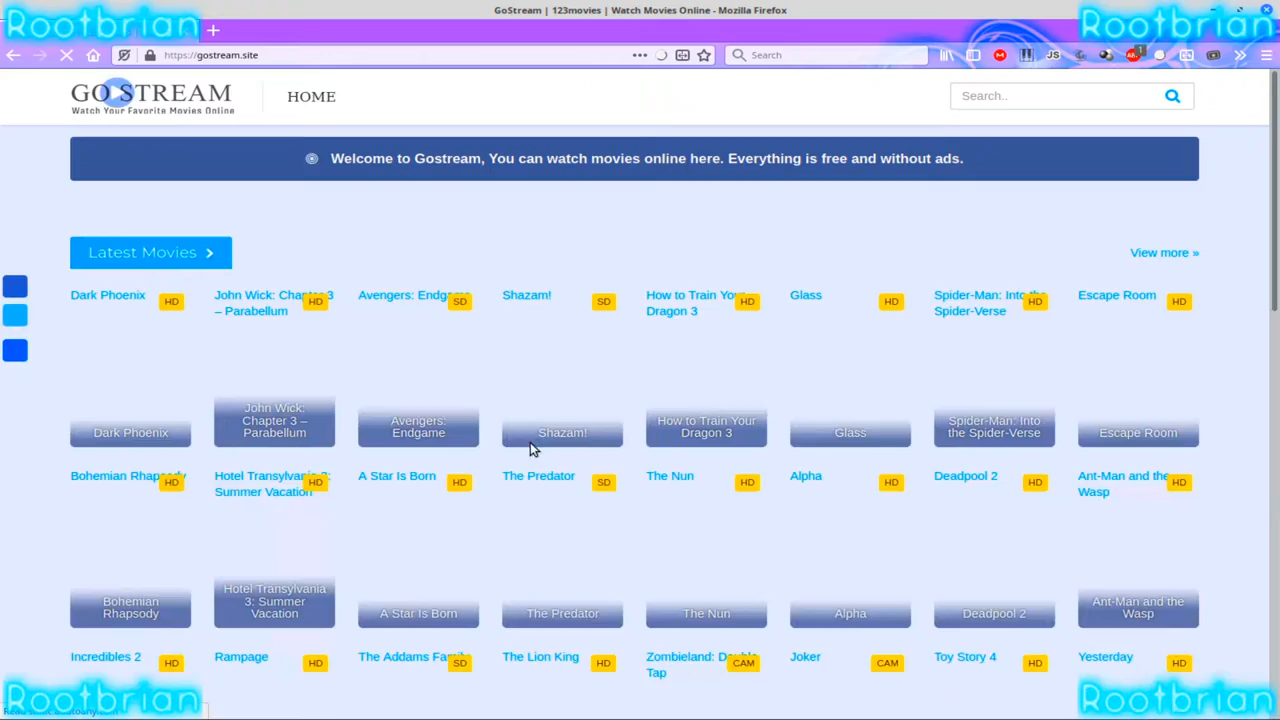 GoStream | 123movies | Watch Movies Online - Mozilla Firefox
Rootbrian
Rootbrian
https://gostream.site
Search
JS
1
GO STREAM
Watch Your Favorite Movies Online
HOME
Search..
Welcome to Gostream, You can watch movies online here. Everything is free and without ads.
Latest Movies
View more »
Dark Phoenix
HD
John Wick: Chapter 3 – Parabellum
HD
Avengers: Endgame
SD
Shazam!
SD
How to Train Your Dragon 3
HD
Glass
HD
Spider-Man: Into the Spider-Verse
HD
Escape Room
HD
Dark Phoenix
John Wick: Chapter 3 – Parabellum
Avengers: Endgame
Shazam!
How to Train Your Dragon 3
Glass
Spider-Man: Into the Spider-Verse
Escape Room
Bohemian Rhapsody
HD
Hotel Transylvania 3: Summer Vacation
HD
A Star Is Born
HD
The Predator
SD
The Nun
HD
Alpha
HD
Deadpool 2
HD
Ant-Man and the Wasp
HD
Bohemian Rhapsody
Hotel Transylvania 3: Summer Vacation
A Star Is Born
The Predator
The Nun
Alpha
Deadpool 2
Ant-Man and the Wasp
Incredibles 2
HD
Rampage
HD
The Addams Family
SD
The Lion King
HD
Zombieland: Double Tap
CAM
Joker
CAM
Toy Story 4
HD
Yesterday
HD
Rootbrian
Rootbrian